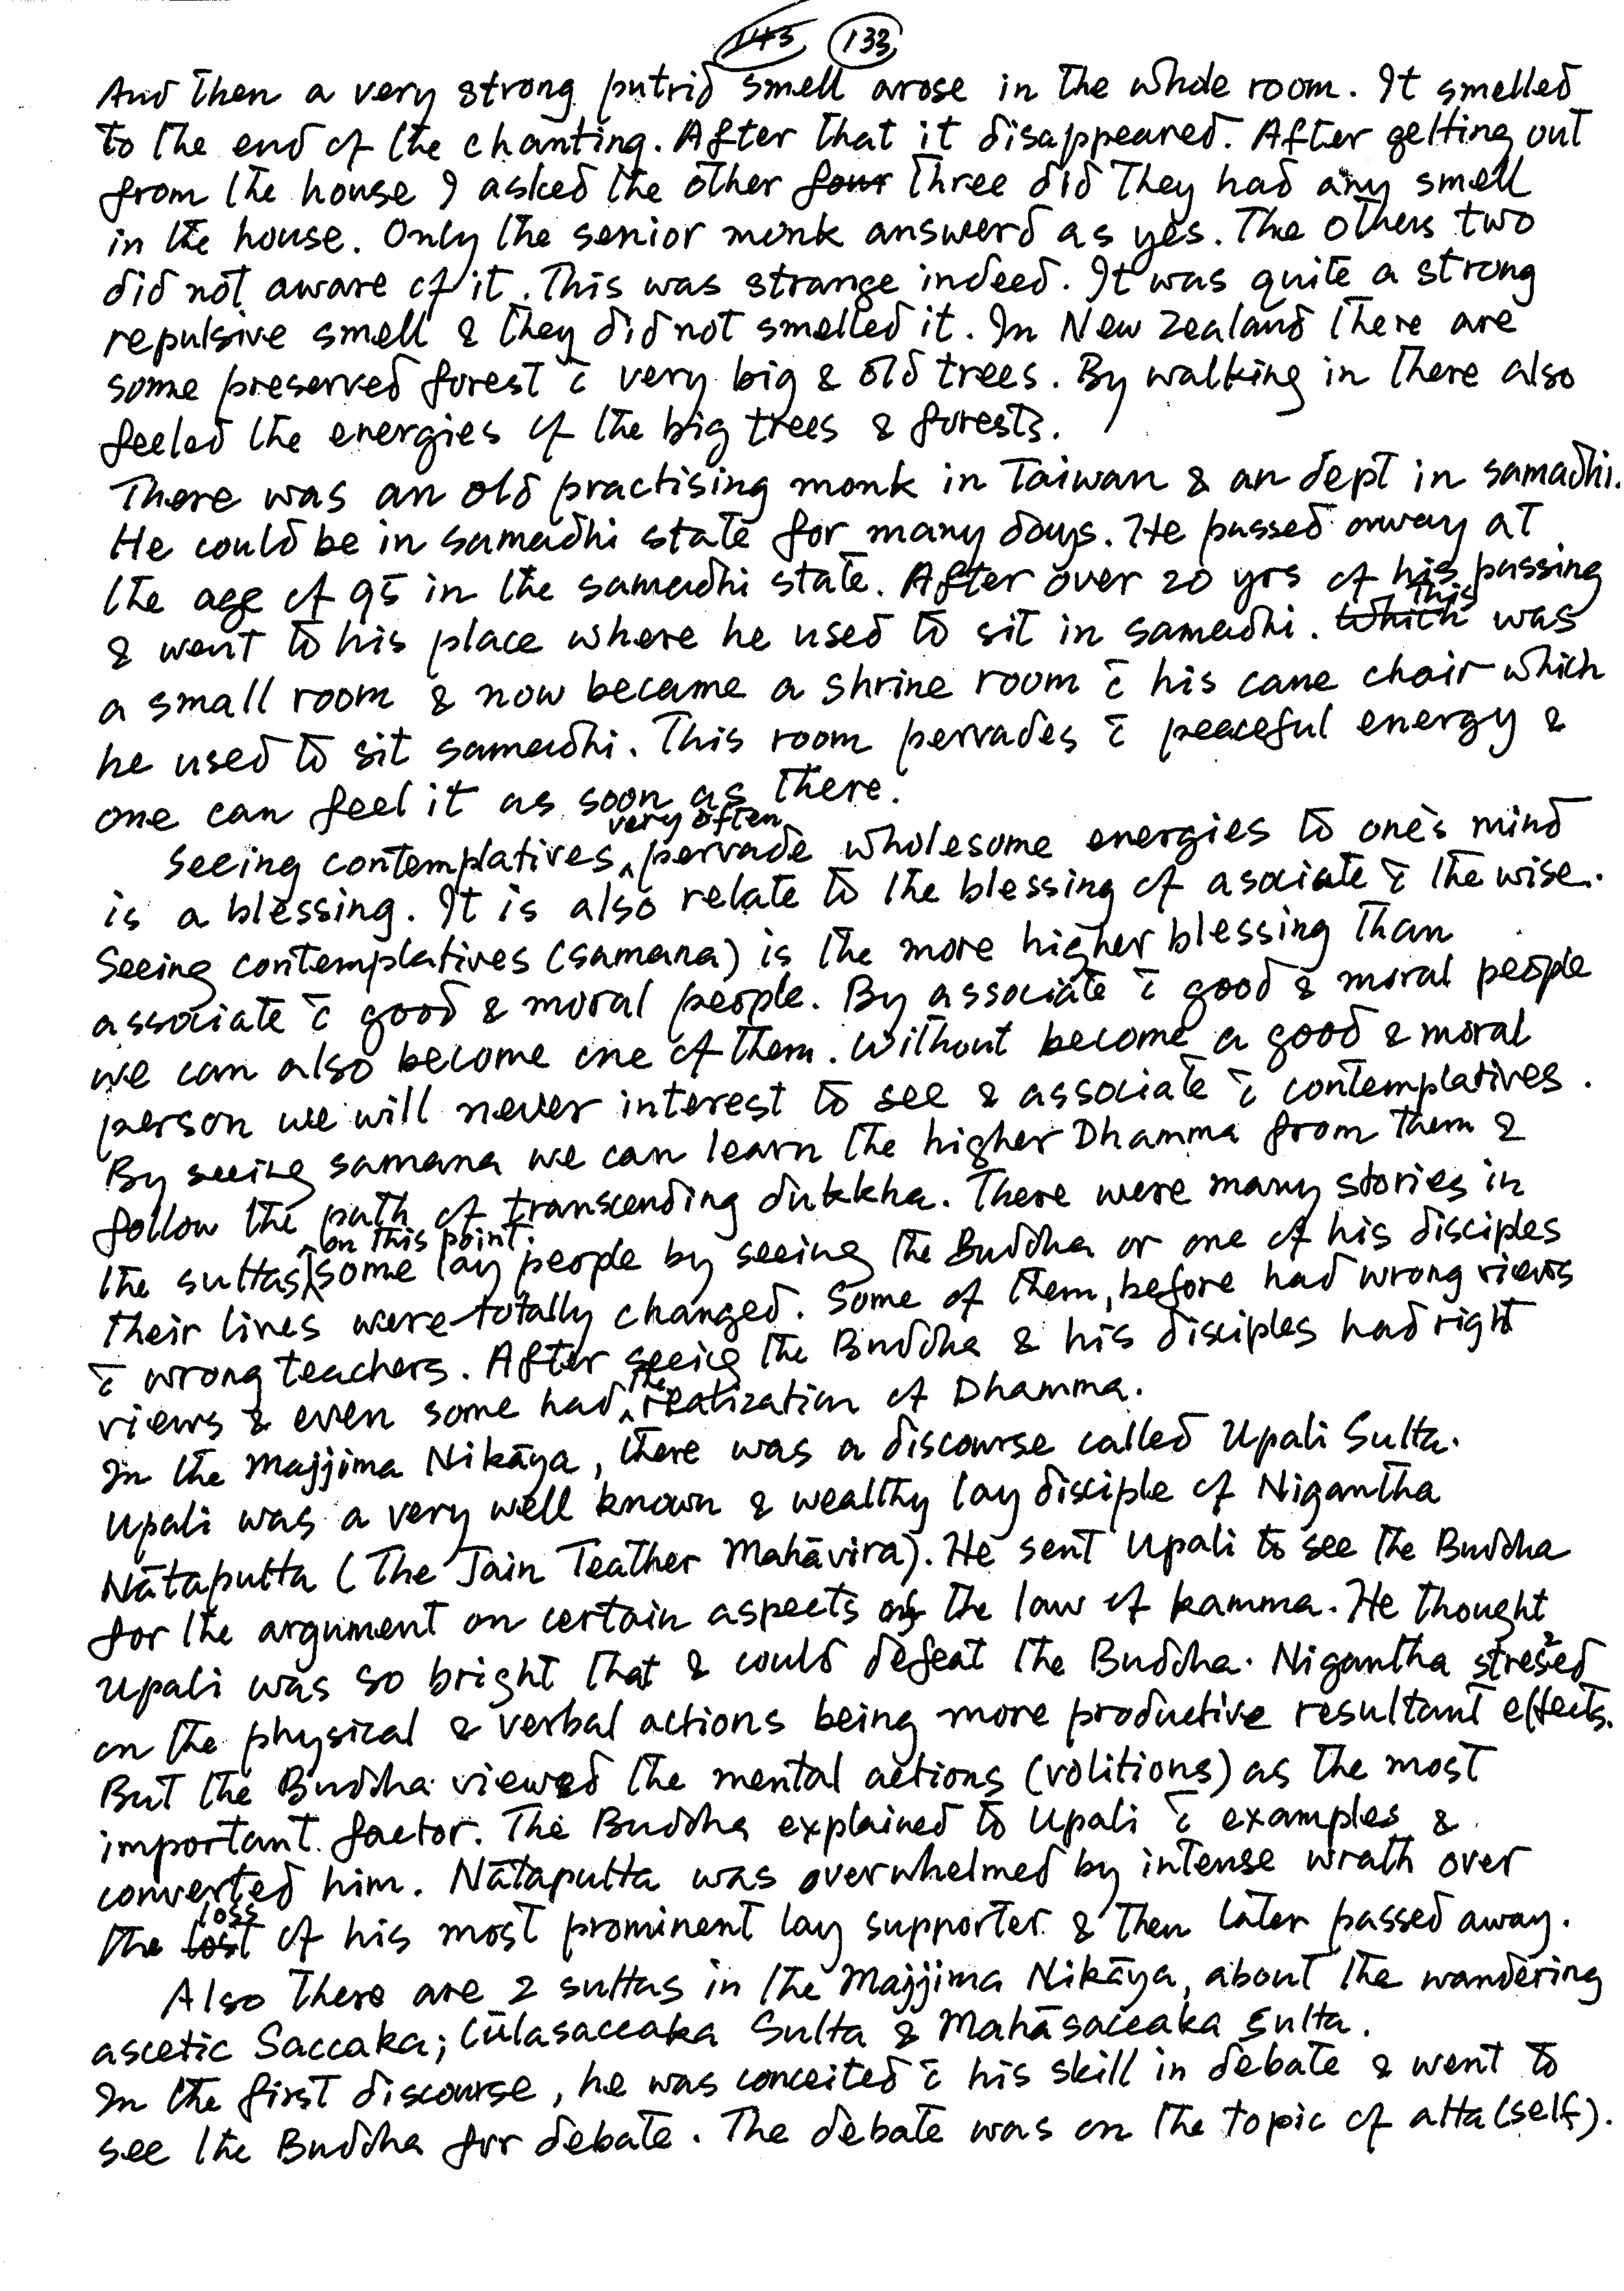 143 133
And then a very strong putrid smell arose in the whole room. It smelled
to the end of the chanting. After that it disappeared. After getting out
from the house I asked the other four three did they had any smell
in the house. Only the senior monk answerd as yes. The others two
did not aware of it. This was strange indeed. It was quite a strong
repulsive smell & they did not smelled it. In New Zealand there are
some preserved forest c̄ very big & old trees. By walking in there also
feeled the energies of the big trees & forests.
There was an old practising monk in Taiwan & an dept in samadhi.
He could be in samadhi state for many days. He passed away at
the age of 95 in the samadhi state. After over 20 yrs of his passing
& went to his place where he used to sit in samadhi. Which This was
a small room & now became a shrine room c̄ his cane chair which
he used to sit samadhi. This room pervades c̄ peaceful energy &
one can feel it as soon as there.
Seeing contemplatives very often pervade wholesome energies to one's mind
is a blessing. It is also relate to the blessing of asociate c̄ the wise.
Seeing contemplatives (samana) is the more higher blessing than
associate c̄ good & moral people. By associate c̄ good & moral people
we can also become one of them. Without become a good & moral
person we will never interest to see & associate c̄ contemplatives.
By seeing samana we can learn the higher Dhamma from them &
follow the path of transcending dukkha. There were many stories in
the suttas on this point. some lay people by seeing the Buddha or one of his disciples
their lives were totally changed. Some of them, before had wrong views
c̄ wrong teachers. After seeing the Buddha & his disciples had right
views & even some had the realization of Dhamma.
In the Majjima Nikāya, there was a discourse called Upali Sutta.
Upali was a very well known & wealthy lay disciple of Nigantha
Nātaputta (The Jain Teather Mahāvira). He sent Upali to see the Buddha
for the argument on certain aspects of the law of kamma. He thought
Upali was so bright that & could defeat the Buddha. Nigantha stresed
on the physical & verbal actions being more productive resultant effects.
But the Buddha viewed the mental actions (volitions) as the most
important factor. The Buddha explained to Upali c̄ examples &
converted him. Nātaputta was overwhelmed by intense wrath over
the lost loss of his most prominent lay supporter & then later passed away.
Also there are 2 suttas in the Majjima Nikāya, about the wandering
ascetic Saccaka; Cūlasaccaka Sutta & Mahāsaccaka Sutta.
In the first discourse, he was conceited c̄ his skill in debate & went to
see the Buddha for debate. The debate was on the topic of atta (self).